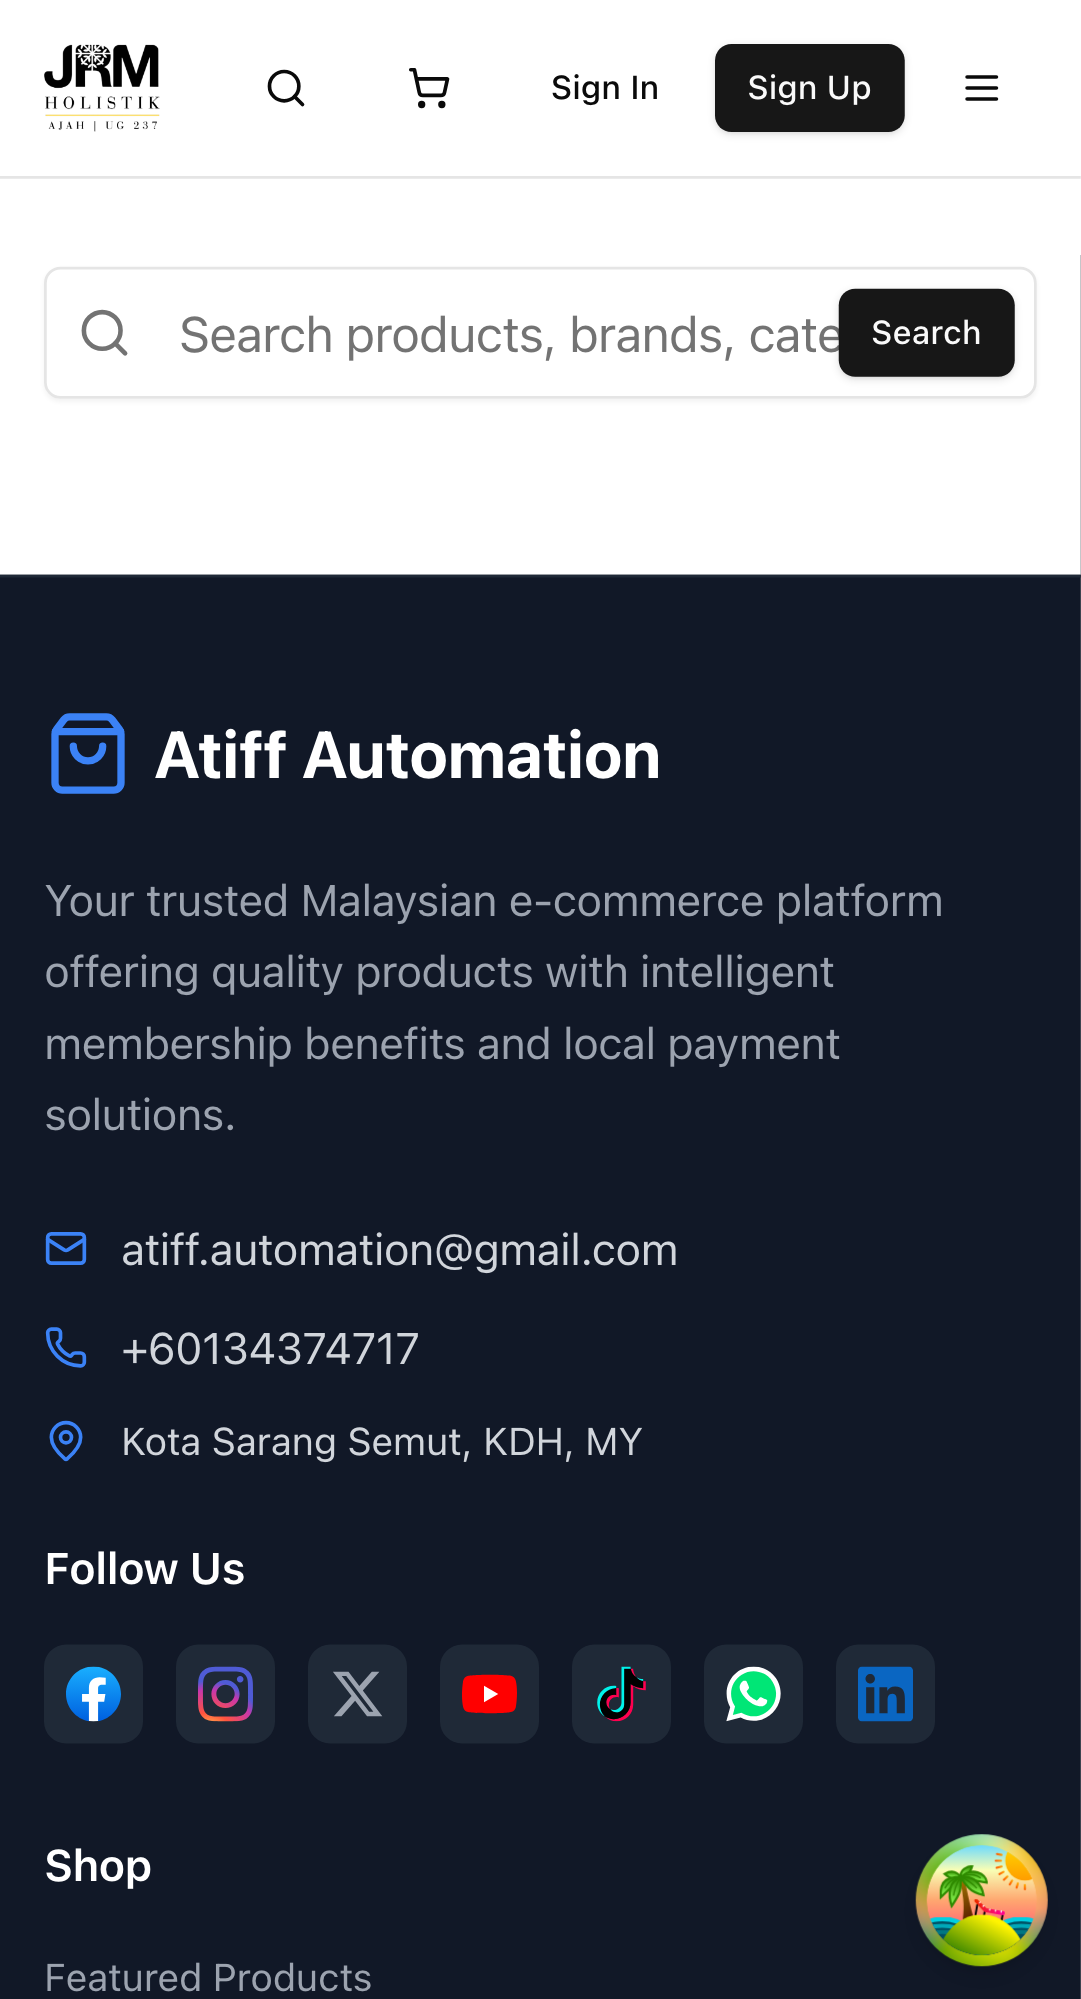 JRM
HOLISTIK
AJAH | UG 237
Sign In
Sign Up
Search products, brands, cate
Search
Atiff Automation
Your trusted Malaysian e-commerce platform
offering quality products with intelligent
membership benefits and local payment
solutions.
atiff.automation@gmail.com
+60134374717
Kota Sarang Semut, KDH, MY
Follow Us
Shop
Featured Products